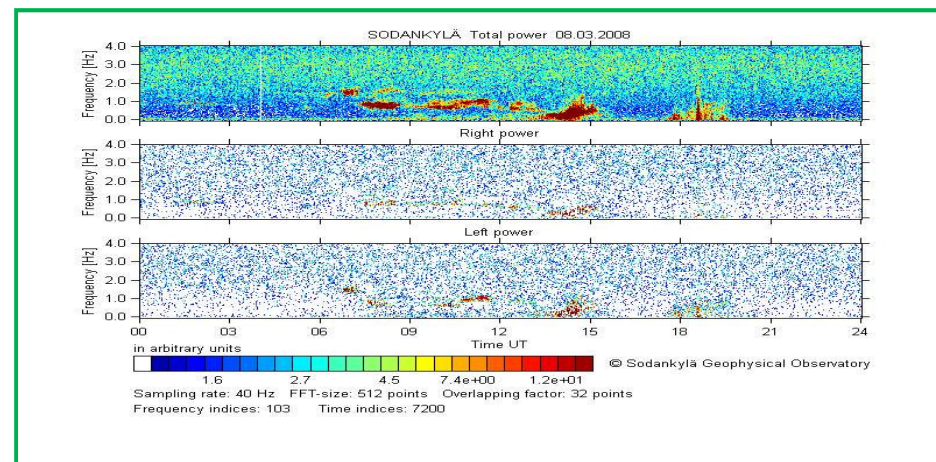 SODANKYLÄ Total power 08.03.2008
4.0
3.0
2.0
1.0
0.0
Frequency [Hz]
Right power
4.0
3.0
2.0
1.0
0.0
Frequency [Hz]
Left power
4.0
3.0
2.0
1.0
0.0
Frequency [Hz]
00 03 06 09 12 15 18 21 24
Time UT
in arbitrary units
© Sodankylä Geophysical Observatory
1.6 2.7 4.5 7.4e+00 1.2e+01
Sampling rate: 40 Hz FFT-size: 512 points Overlapping factor: 32 points
Frequency indices: 103 Time indices: 7200